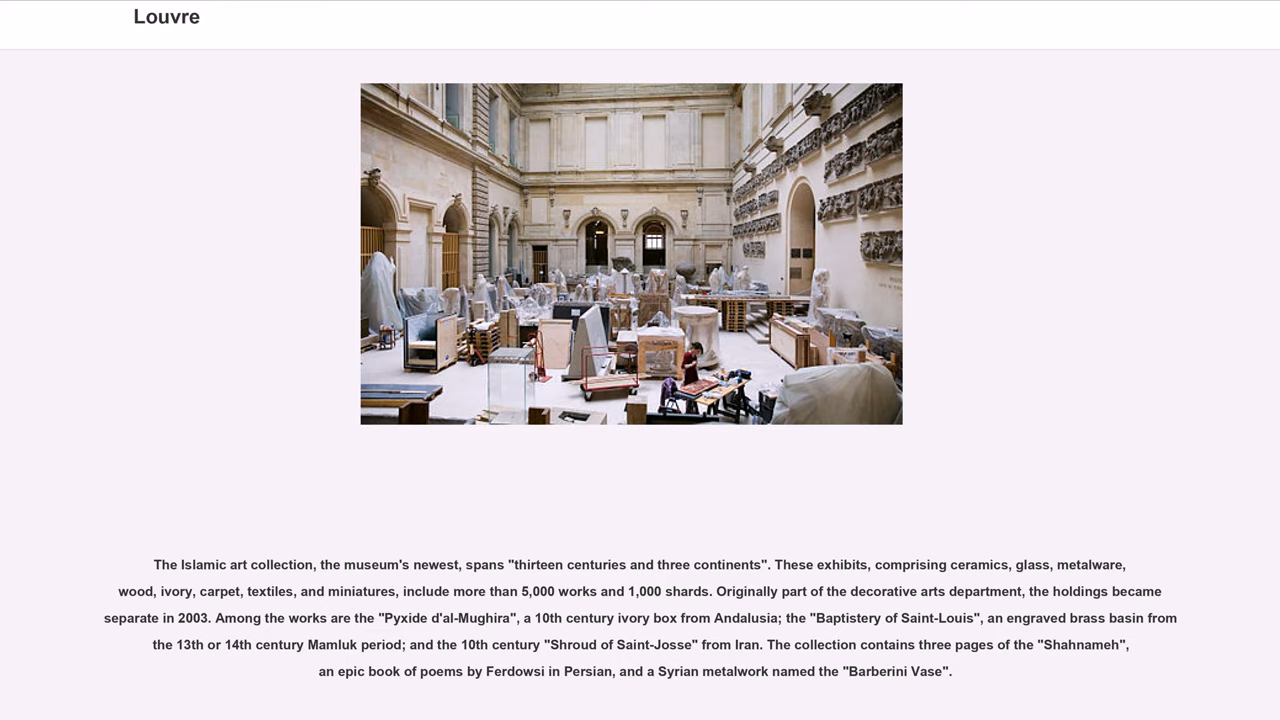 Louvre
The Islamic art collection, the museum's newest, spans "thirteen centuries and three continents". These exhibits, comprising ceramics, glass, metalware,
wood, ivory, carpet, textiles, and miniatures, include more than 5,000 works and 1,000 shards. Originally part of the decorative arts department, the holdings became
separate in 2003. Among the works are the "Pyxide d'al-Mughira", a 10th century ivory box from Andalusia; the "Baptistery of Saint-Louis", an engraved brass basin from
the 13th or 14th century Mamluk period; and the 10th century "Shroud of Saint-Josse" from Iran. The collection contains three pages of the "Shahnameh",
an epic book of poems by Ferdowsi in Persian, and a Syrian metalwork named the "Barberini Vase".